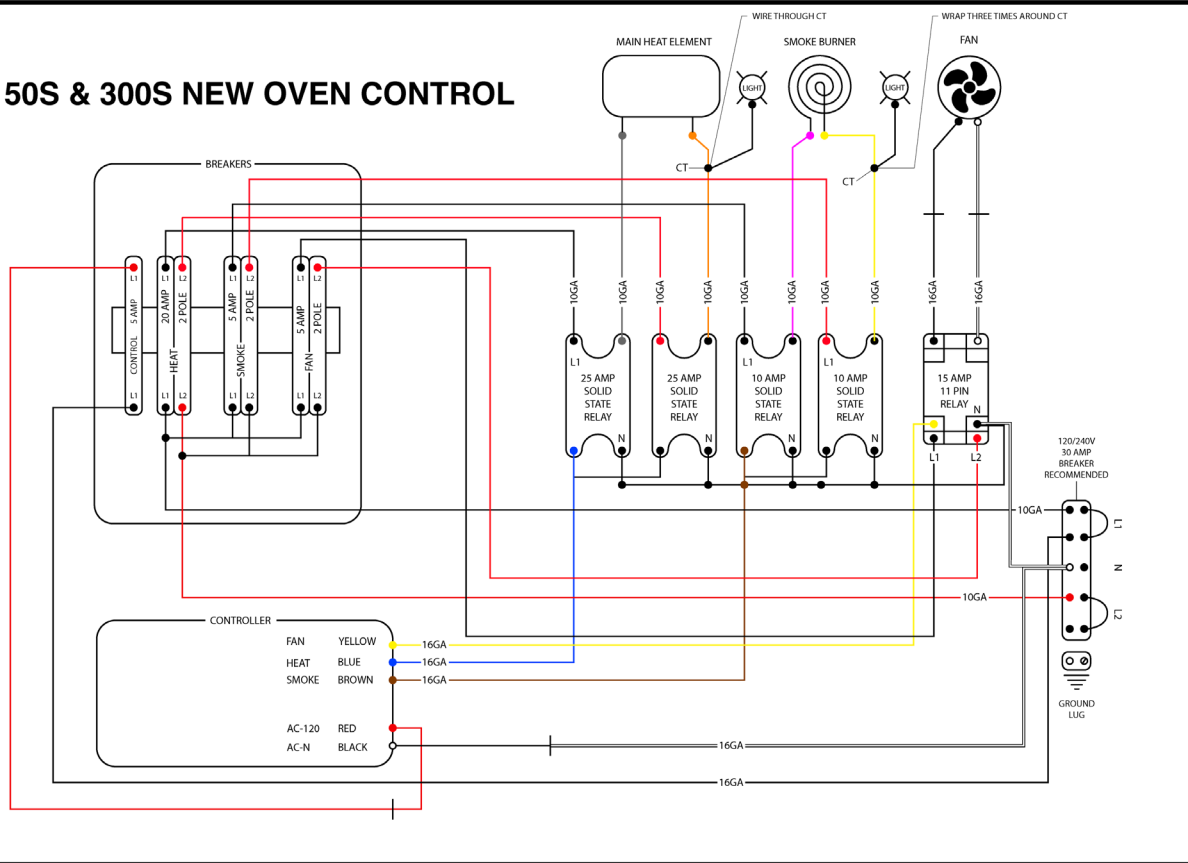 WIRE THROUGH CT
WRAP THREE TIMES AROUND CT
MAIN HEAT ELEMENT
SMOKE BURNER
FAN
50S & 300S NEW OVEN CONTROL
LIGHT
LIGHT
BREAKERS
CT
CT
L1
L1
L2
L1
L2
L1
L2
CONTROL 5 AMP
20 AMP
2 POLE
HEAT
5 AMP
2 POLE
SMOKE
5 AMP
2 POLE
FAN
L1
L1
L2
L1
L2
L1
L2
10GA
10GA
10GA
10GA
10GA
10GA
10GA
10GA
16GA
16GA
L1
25 AMP
SOLID
STATE
RELAY
N
25 AMP
SOLID
STATE
RELAY
N
L1
10 AMP
SOLID
STATE
RELAY
N
L1
10 AMP
SOLID
STATE
RELAY
N
15 AMP
11 PIN
RELAY
N
L1
L2
120/240V
30 AMP
BREAKER
RECOMMENDED
10GA
L1
N
10GA
L2
GROUND
LUG
CONTROLLER
FAN YELLOW
16GA
HEAT BLUE
16GA
SMOKE BROWN
16GA
AC-120 RED
AC-N BLACK
16GA
16GA